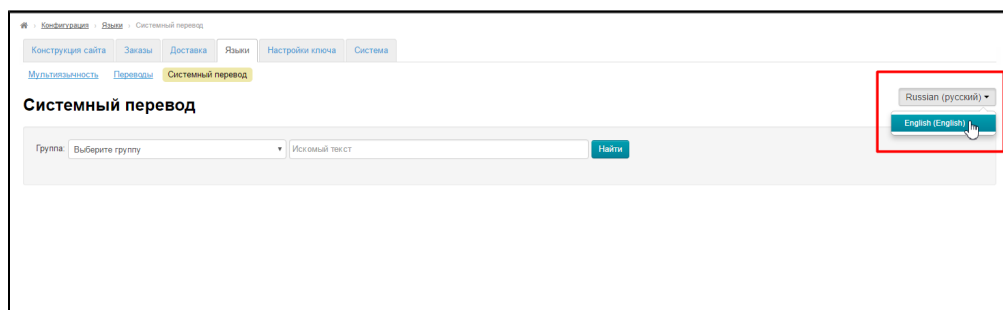 Конфигурация › Языки › Системный перевод
Конструкция сайта Заказы Доставка Языки Настройки ключа Система
Мультиязычность Переводы Системный перевод
Russian (русский)
Системный перевод
English (English)
Группа: Выберите группу Искомый текст Найти